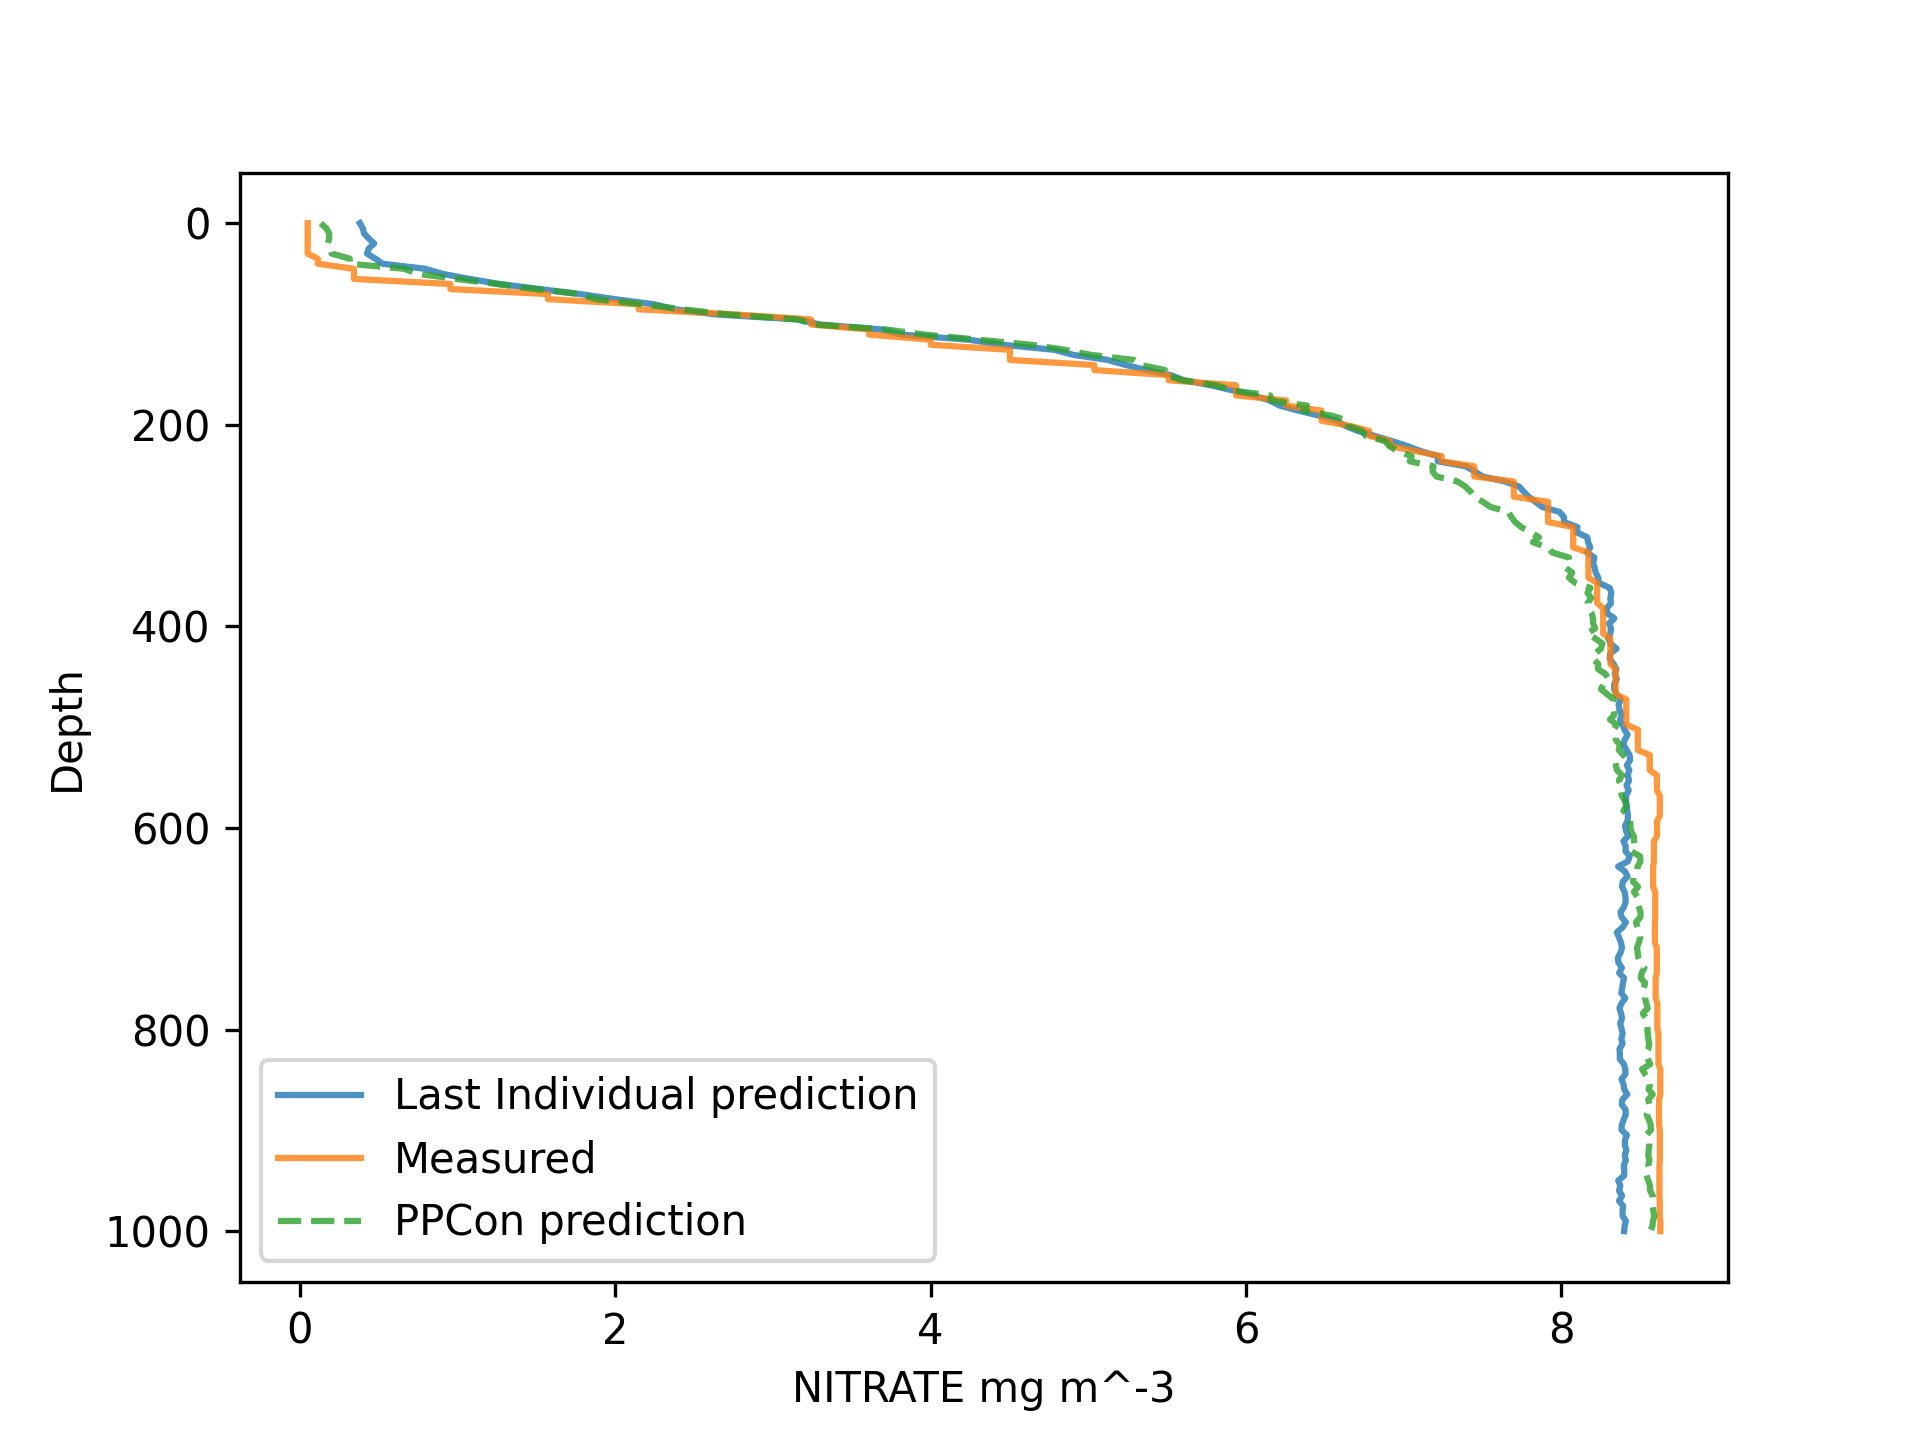 0
200
400
600
800
1000
Depth
Last Individual prediction
Measured
PPCon prediction
0 2 4 6 8
NITRATE mg m^-3